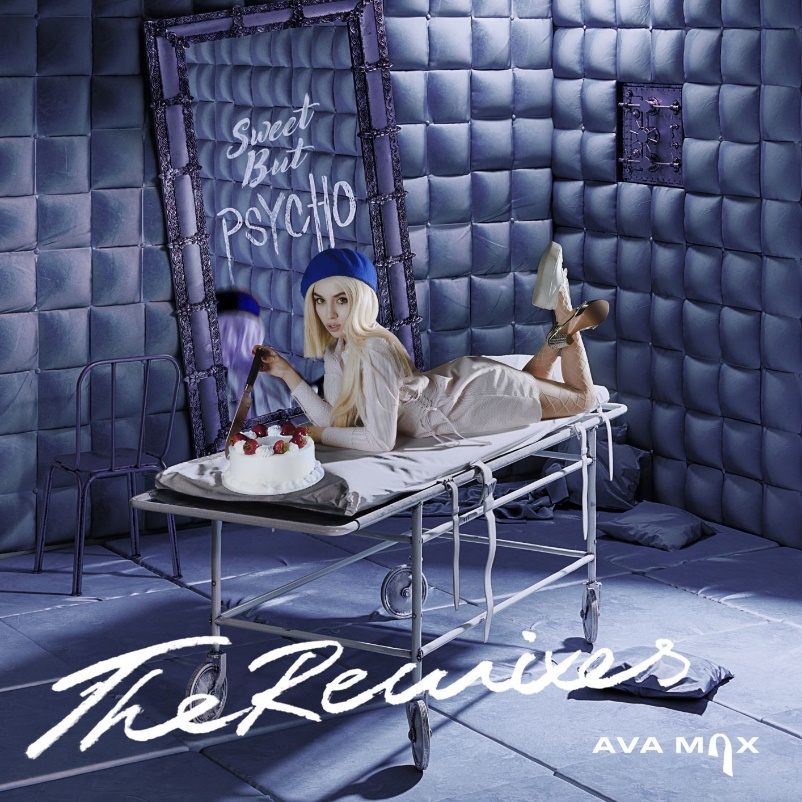 Sweet
But
PSYCHO
The Remixes
AVA MAX